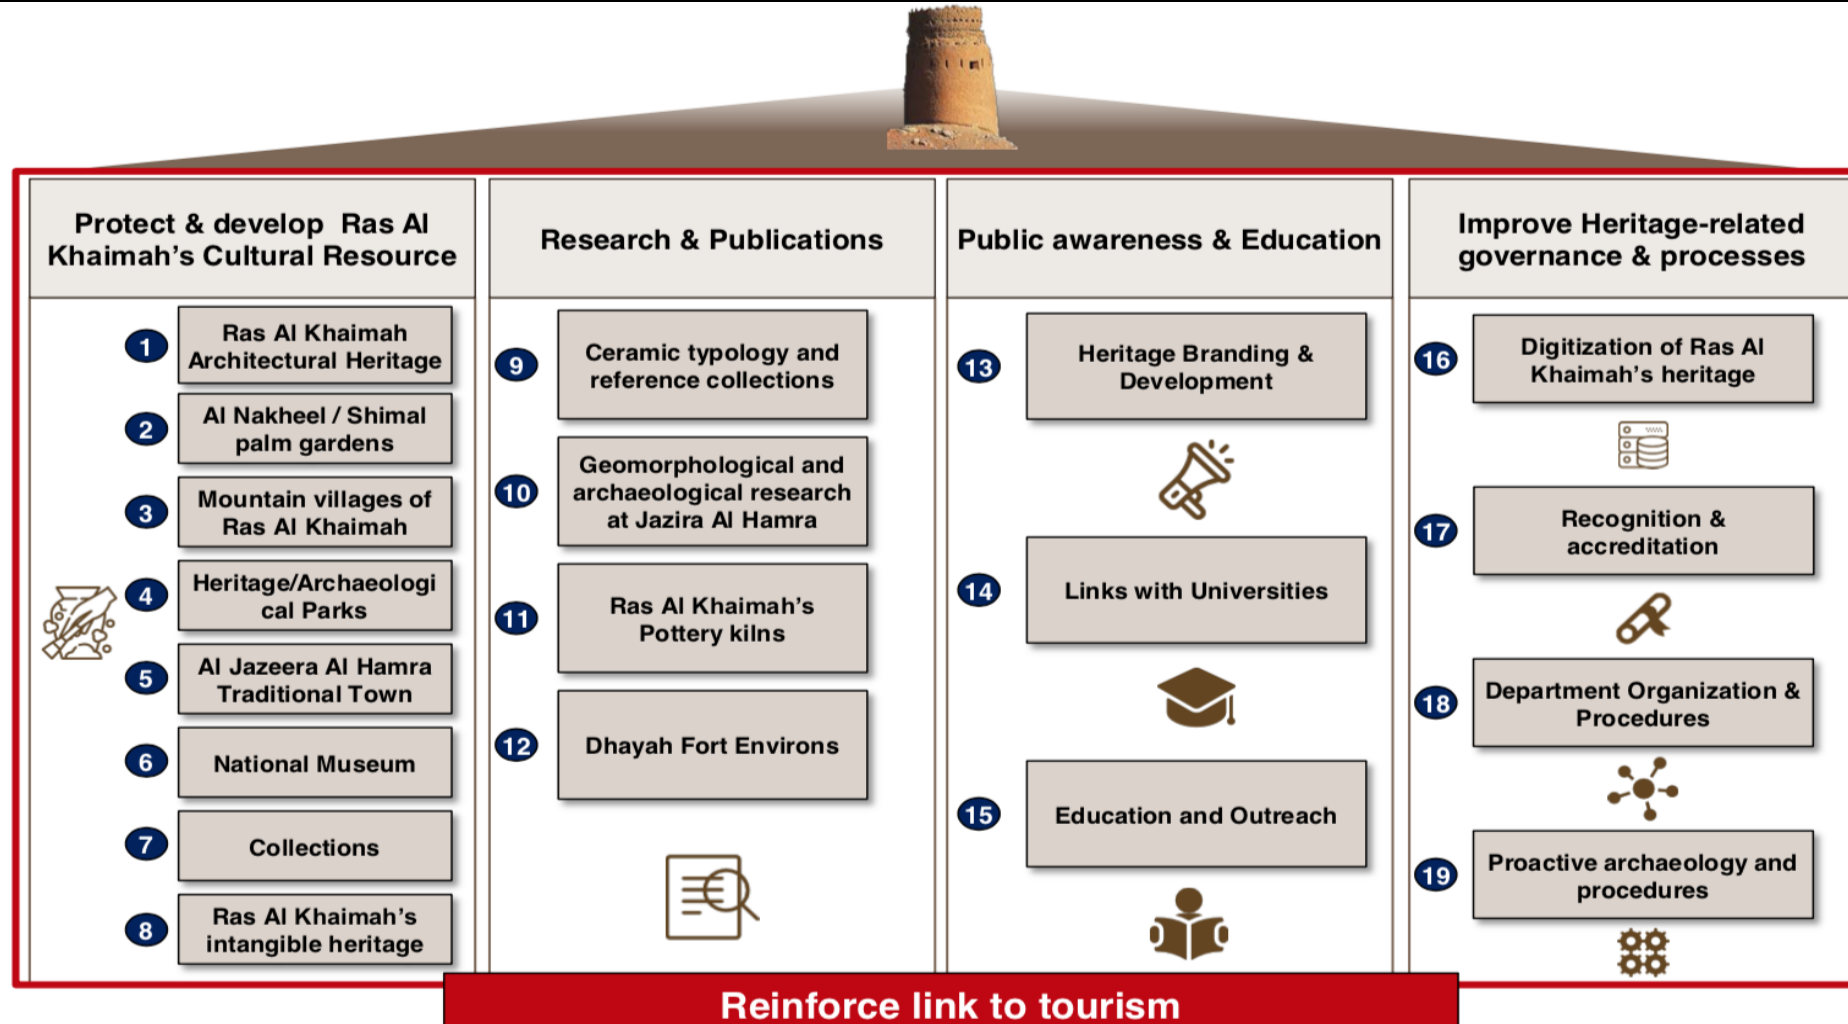 Protect & develop Ras Al
Khaimah's Cultural Resource
1
Ras Al Khaimah
Architectural Heritage
2
Al Nakheel / Shimal
palm gardens
3
Mountain villages of
Ras Al Khaimah
4
Heritage/Archaeologi
cal Parks
5
Al Jazeera Al Hamra
Traditional Town
6
National Museum
7
Collections
8
Ras Al Khaimah's
intangible heritage
Research & Publications
9
Ceramic typology and
reference collections
10
Geomorphological and
archaeological research
at Jazira Al Hamra
11
Ras Al Khaimah's
Pottery kilns
12
Dhayah Fort Environs
Public awareness & Education
13
Heritage Branding &
Development
14
Links with Universities
15
Education and Outreach
Improve Heritage-related
governance & processes
16
Digitization of Ras Al
Khaimah's heritage
17
Recognition &
accreditation
18
Department Organization &
Procedures
19
Proactive archaeology and
procedures
Reinforce link to tourism